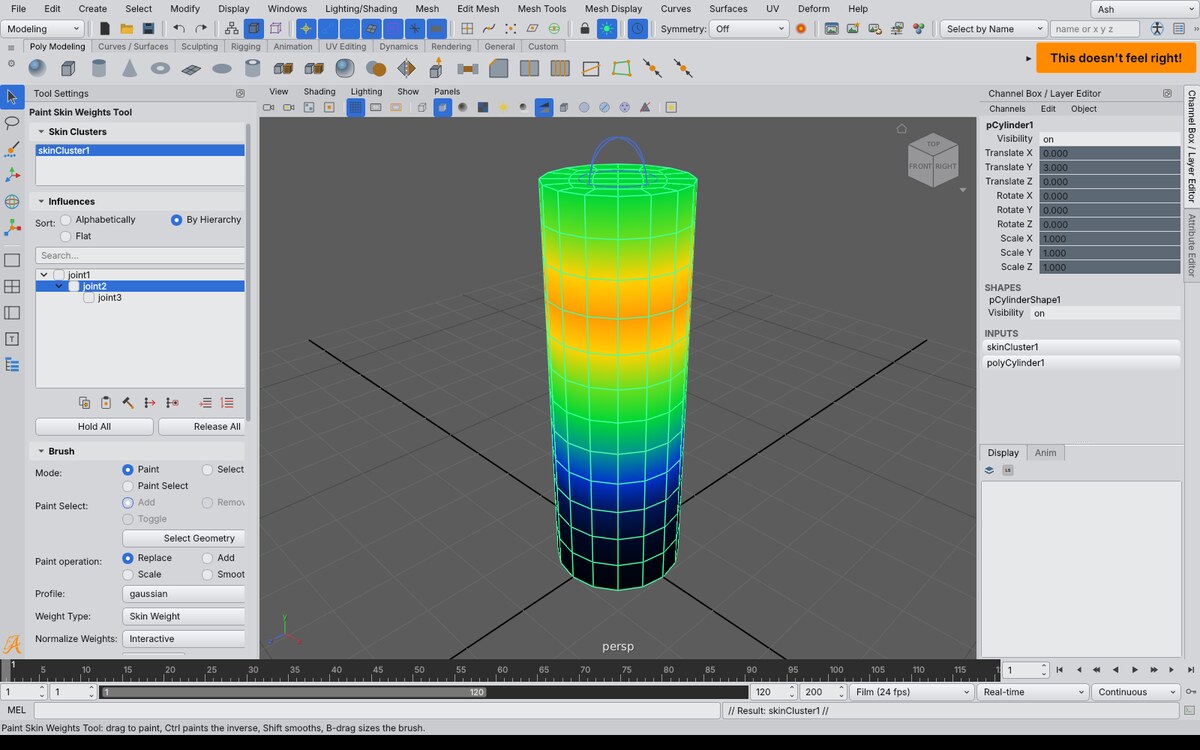 File Edit Create Select Modify Display Windows Lighting/Shading Mesh Edit Mesh Mesh Tools Mesh Display Curves Surfaces UV Deform Help Ash
Modeling Symmetry: Off Select by Name name or x y z
Poly Modeling Curves / Surfaces Sculpting Rigging Animation UV Editing Dynamics Rendering General Custom
This doesn't feel right!
Tool Settings
Paint Skin Weights Tool
Skin Clusters
skinCluster1
Influences
Sort: Alphabetically By Hierarchy
Flat
Search...
joint1
joint2
joint3
Hold All Release All
Brush
Mode: Paint Select
Paint Select
Paint Select: Add Remov
Toggle
Select Geometry
Paint operation: Replace Add
Scale Smoot
Profile: gaussian
Weight Type: Skin Weight
Normalize Weights: Interactive
View Shading Lighting Show Panels
TOP
FRONT RIGHT
y
persp
Channel Box / Layer Editor
Channels Edit Object
pCylinder1
Visibility on
Translate X 0.000
Translate Y 3.000
Translate Z 0.000
Rotate X 0.000
Rotate Y 0.000
Rotate Z 0.000
Scale X 1.000
Scale Y 1.000
Scale Z 1.000
SHAPES
pCylinderShape1
Visibility on
INPUTS
skinCluster1
polyCylinder1
Display Anim
Channel Box / Layer Editor
Attribute Editor
1 5 10 15 20 25 30 35 40 45 50 55 60 65 70 75 80 85 90 95 100 105 110 115 1
1 1 1 120 120 200 Film (24 fps) Real-time Continuous
MEL // Result: skinCluster1 //
Paint Skin Weights Tool: drag to paint, Ctrl paints the inverse, Shift smooths, B-drag sizes the brush.